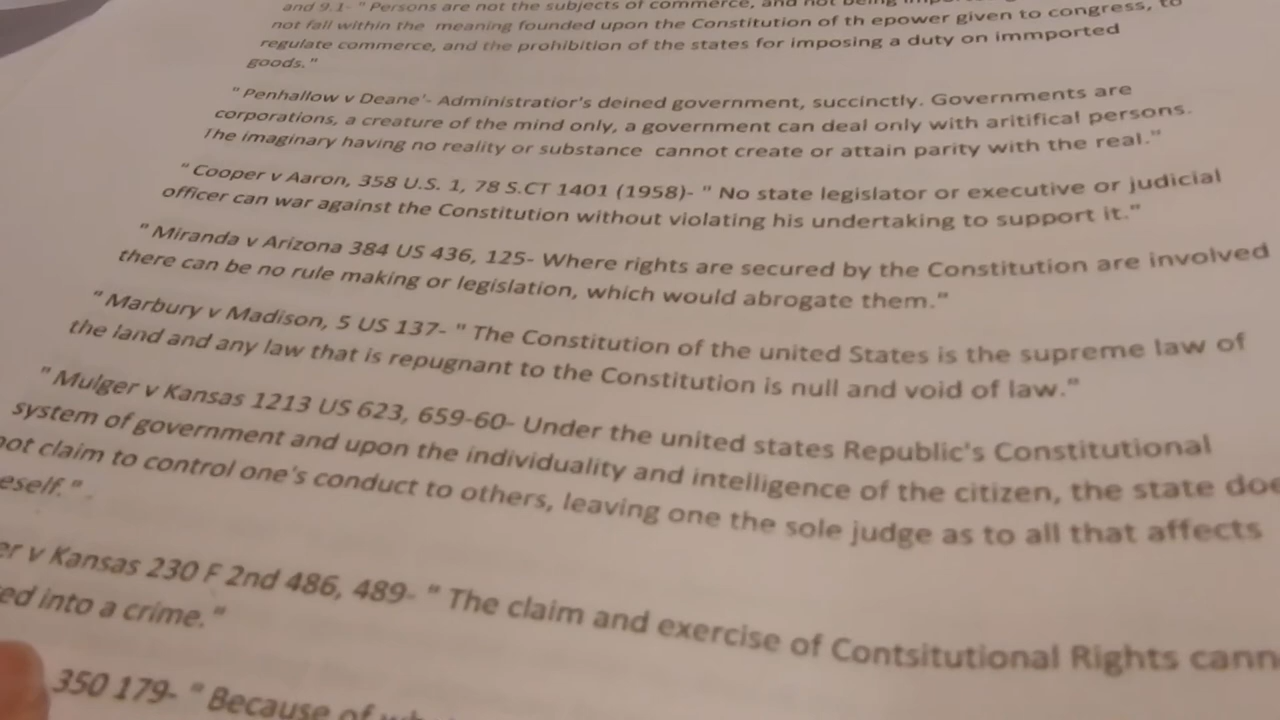 and 9.1- " Persons are not the subjects of commerce, and not being
not fall within the meaning founded upon the Constitution of th epower given to congress, to
regulate commerce, and the prohibition of the states for imposing a duty on immported
goods."
" Penhallow v Deane'- Administratior's deined government, succinctly. Governments are
corporations, a creature of the mind only, a government can deal only with aritifical persons.
The imaginary having no reality or substance cannot create or attain parity with the real."
" Cooper v Aaron, 358 U.S. 1, 78 S.CT 1401 (1958)- " No state legislator or executive or judicial
officer can war against the Constitution without violating his undertaking to support it."
" Miranda v Arizona 384 US 436, 125- Where rights are secured by the Constitution are involved
there can be no rule making or legislation, which would abrogate them."
" Marbury v Madison, 5 US 137- " The Constitution of the united States is the supreme law of
the land and any law that is repugnant to the Constitution is null and void of law."
" Mulger v Kansas 1213 US 623, 659-60- Under the united states Republic's Constitutional
system of government and upon the individuality and intelligence of the citizen, the state doe
not claim to control one's conduct to others, leaving one the sole judge as to all that affects
eself."
er v Kansas 230 F 2nd 486, 489- " The claim and exercise of Contsitutional Rights cann
ed into a crime."
350 179- " Because of